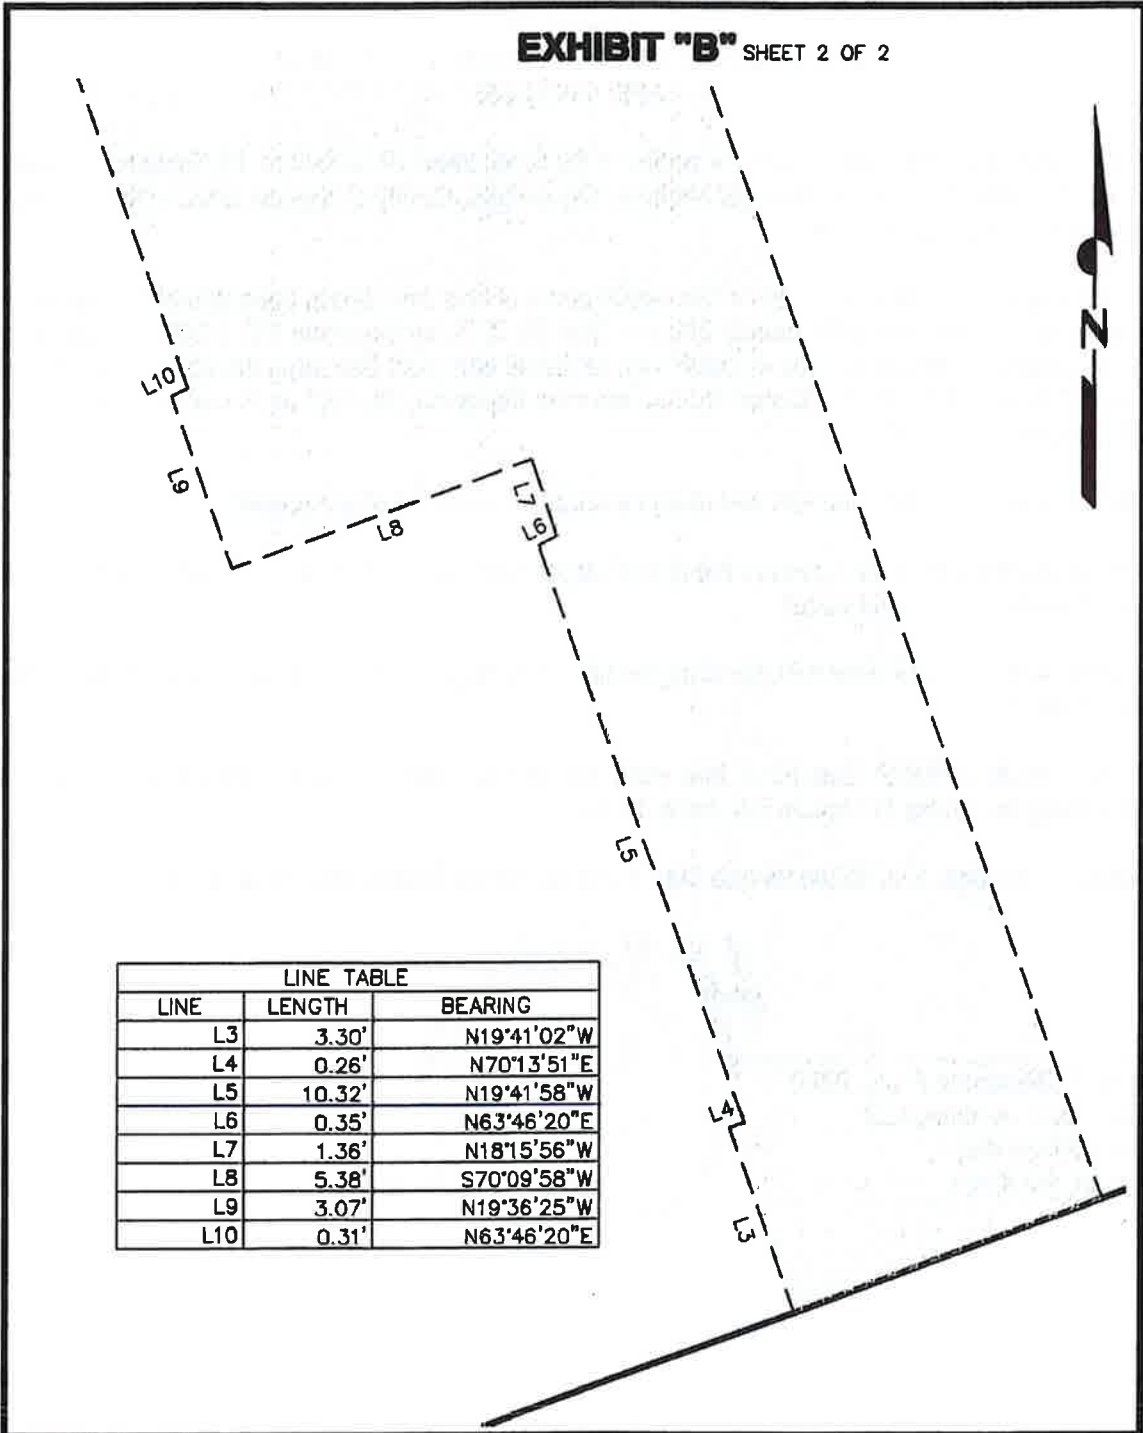 EXHIBIT "B" SHEET 2 OF 2
N
L10
L9
L8
L7
L6
L5
L4
L3
LINE TABLE
LINE LENGTH BEARING
L3 3.30' N19°41'02"W
L4 0.26' N70°13'51"E
L5 10.32' N19°41'58"W
L6 0.35' N63°46'20"E
L7 1.36' N18°15'56"W
L8 5.38' S70°09'58"W
L9 3.07' N19°36'25"W
L10 0.31' N63°46'20"E